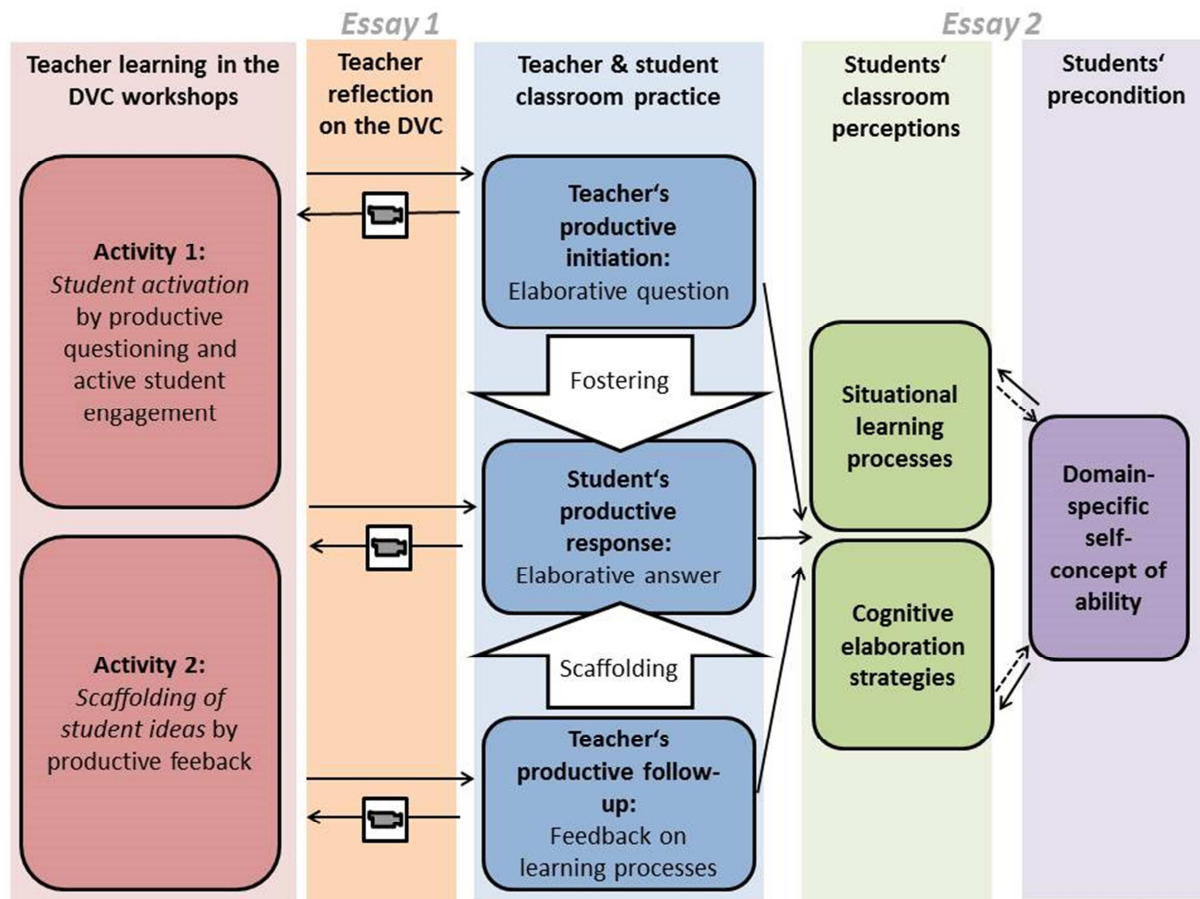 Essay 1
Essay 2
Teacher learning in the
DVC workshops
Teacher
reflection
on the DVC
Teacher & student
classroom practice
Students‘
classroom
perceptions
Students‘
precondition
Activity 1:
Student activation
by productive
questioning and
active student
engagement
Activity 2:
Scaffolding of
student ideas by
productive feeback
Teacher‘s
productive
initiation:
Elaborative question
Fostering
Student‘s
productive
response:
Elaborative answer
Scaffolding
Teacher‘s
productive follow-
up:
Feedback on
learning processes
Situational
learning
processes
Cognitive
elaboration
strategies
Domain-
specific
self-
concept of
ability